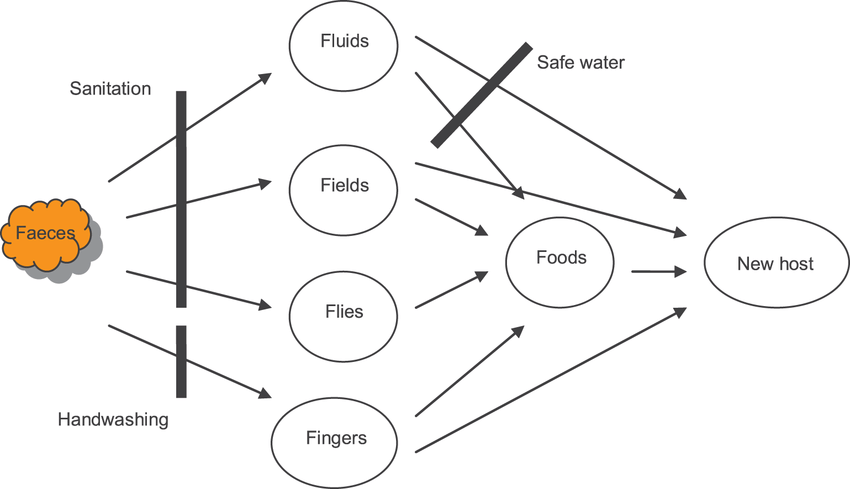 Fluids
Safe water
Sanitation
Fields
Faeces
Foods
New host
Flies
Handwashing
Fingers